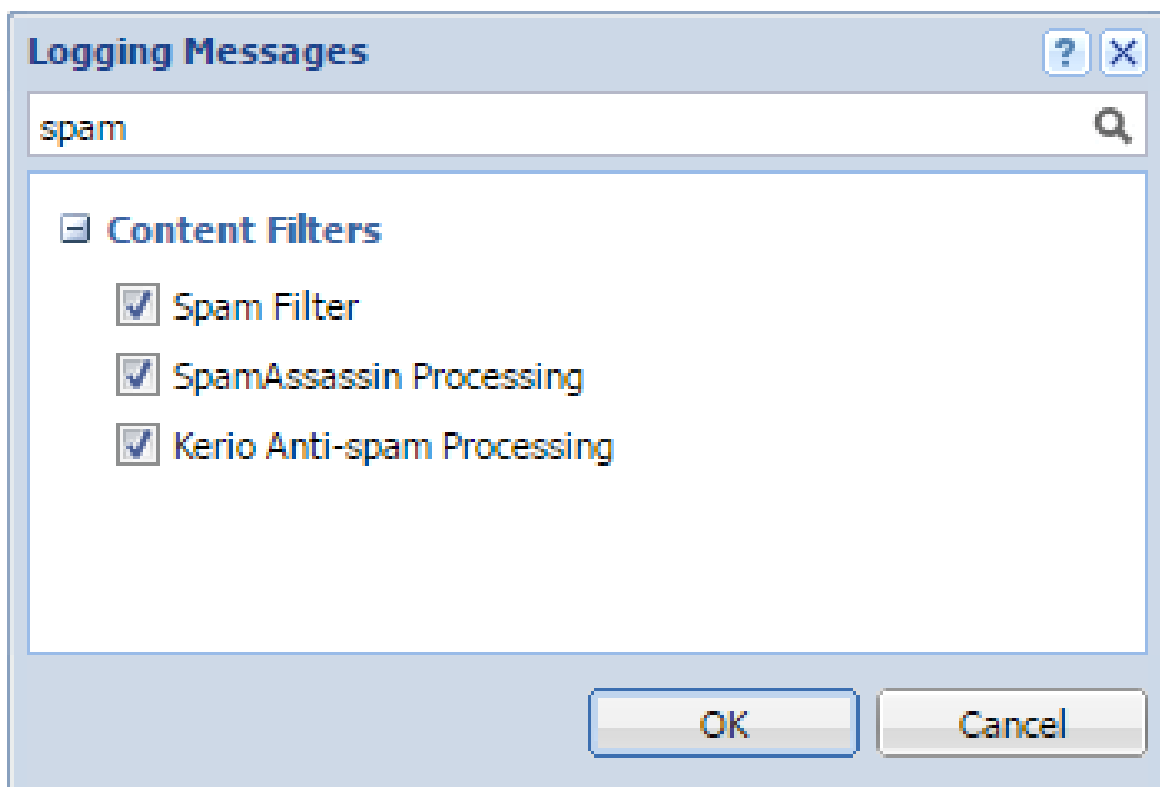 Logging Messages
?
spam
Content Filters
Spam Filter
SpamAssassin Processing
Kerio Anti-spam Processing
OK
Cancel